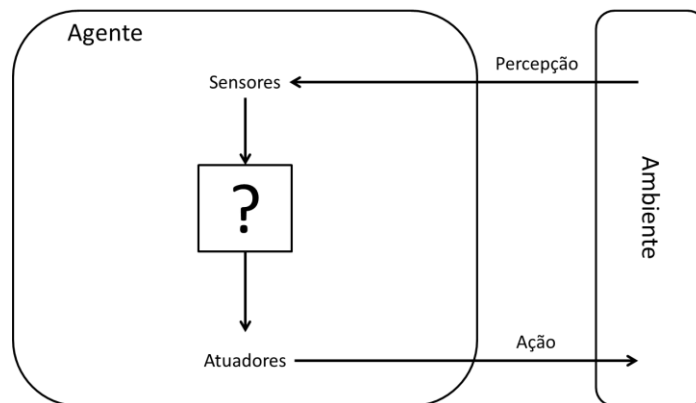 Agente
Percepção
Sensores
?
Ambiente
Ação
Atuadores